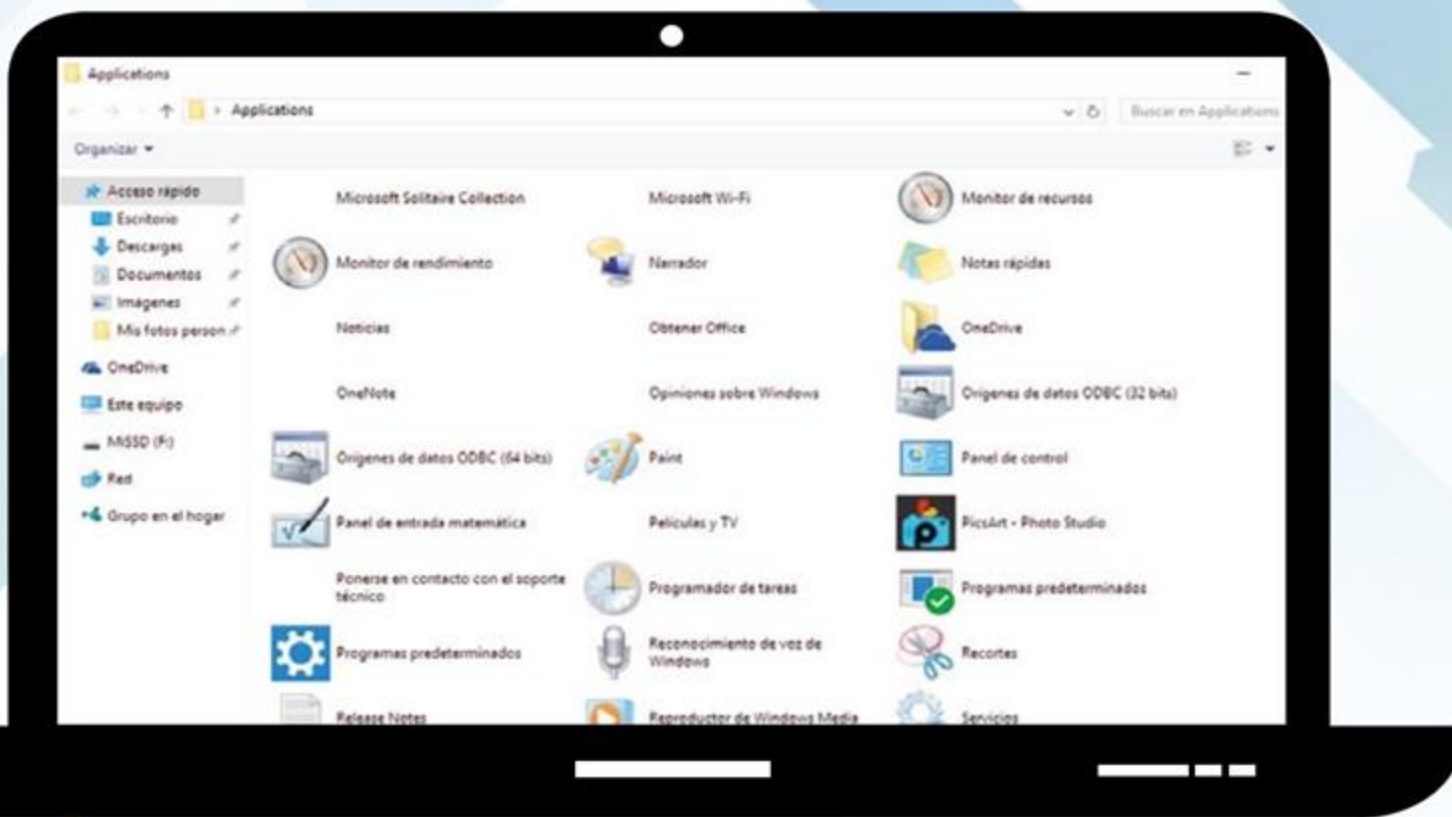 Applications
Applications
Buscar en Applications
Organizar
Acceso rápido
Escritorio
Descargas
Documentos
Imágenes
Mis fotos person
OneDrive
Este equipo
MiSSD (F:)
Red
Grupo en el hogar
Microsoft Solitaire Collection
Microsoft Wi-Fi
Monitor de recursos
Monitor de rendimiento
Narrador
Notas rápidas
Noticias
Obtener Office
OneDrive
OneNote
Opiniones sobre Windows
Orígenes de datos ODBC (32 bits)
Orígenes de datos ODBC (64 bits)
Paint
Panel de control
Panel de entrada matemática
Películas y TV
PicsArt - Photo Studio
Ponerse en contacto con el soporte
técnico
Programador de tareas
Programas predeterminados
Programas predeterminados
Reconocimiento de voz de
Windows
Recortes
Release Notes
Reproductor de Windows Media
Servicios